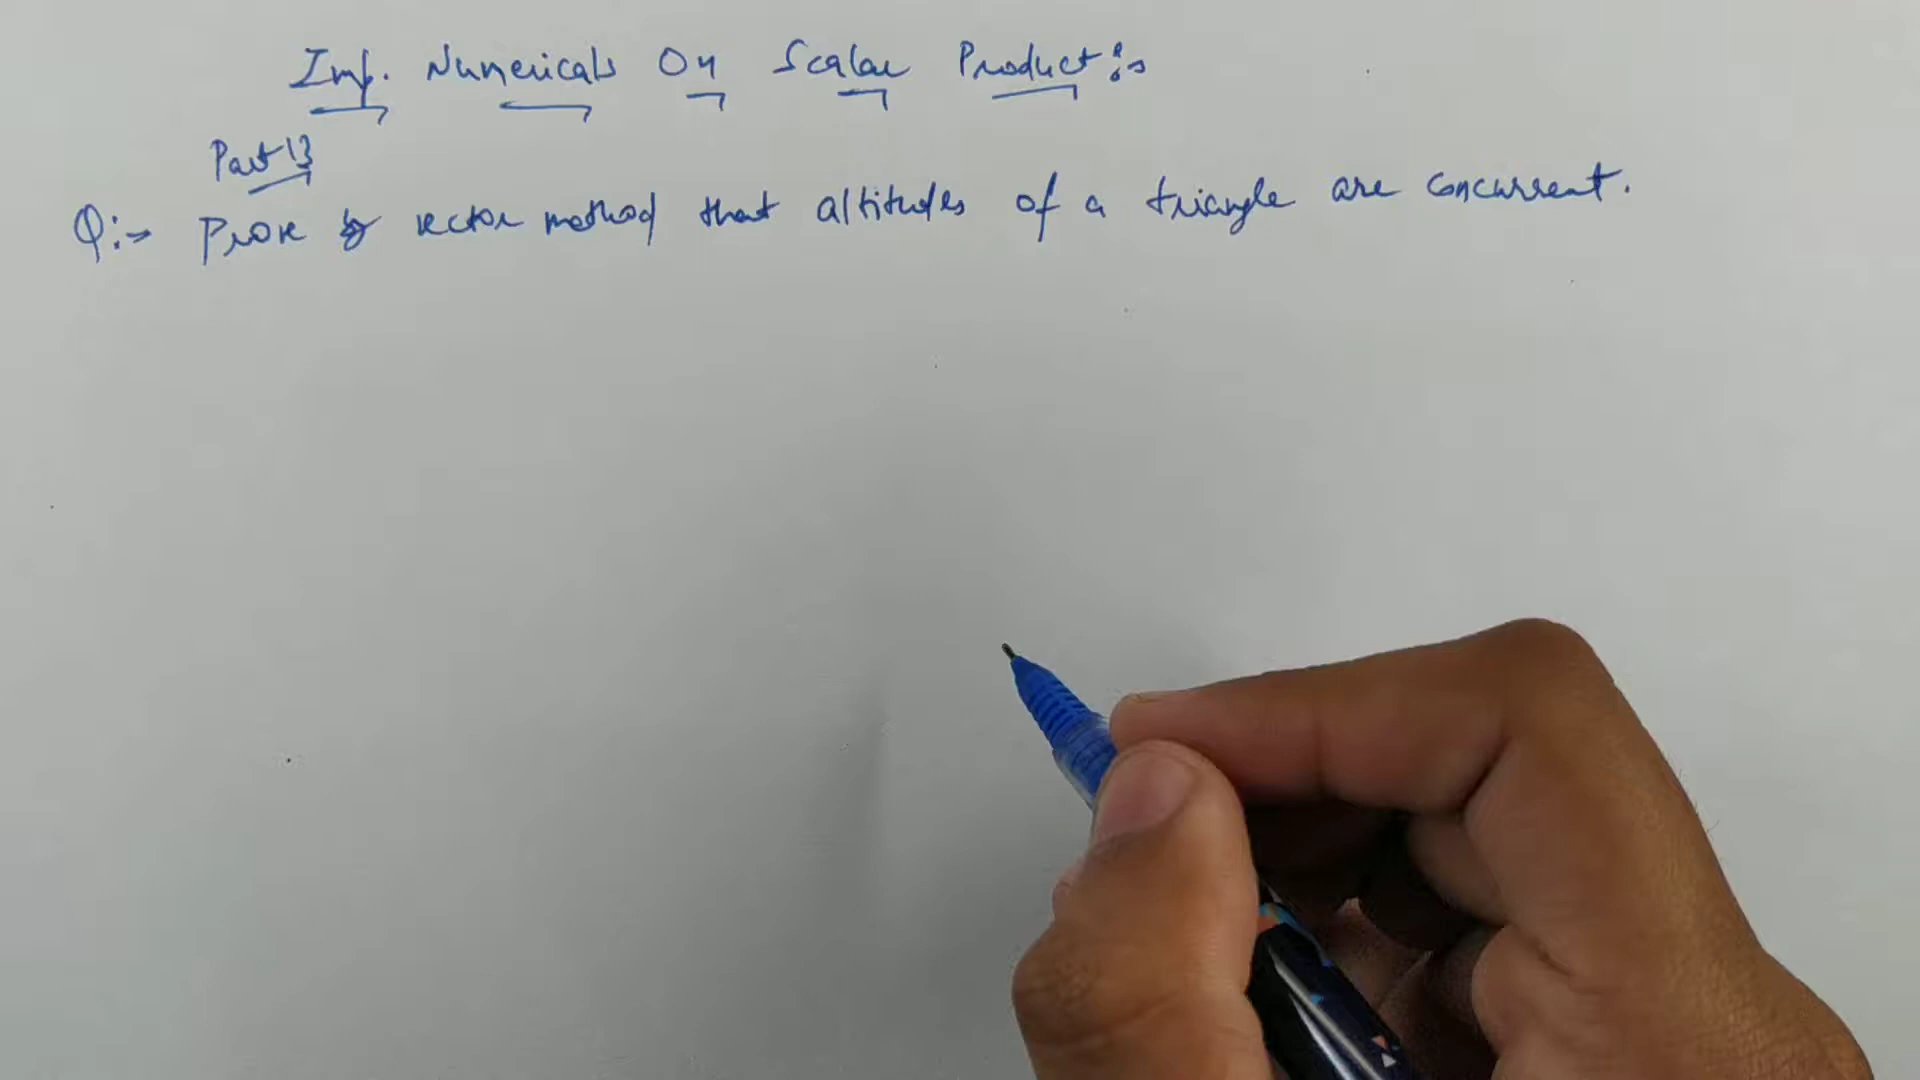 Imp. Numericals On Scalar Product:→
Part 13
Q:→ Prove by vector method that altitudes of a triangle are concurrent.